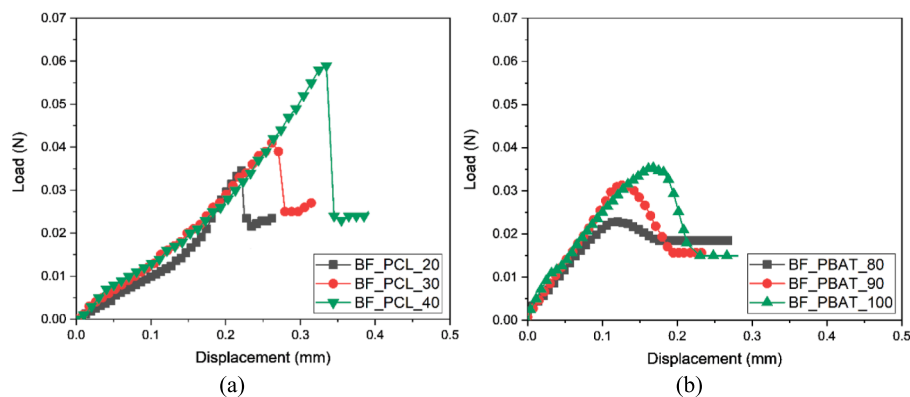 0.07
0.06
0.05
0.04
0.03
0.02
0.01
0.00
Load (N)
0.0 0.1 0.2 0.3 0.4 0.5
Displacement (mm)
BF_PCL_20
BF_PCL_30
BF_PCL_40
(a)
0.07
0.06
0.05
0.04
0.03
0.02
0.01
0.00
Load (N)
0.0 0.1 0.2 0.3 0.4 0.5
Displacement (mm)
BF_PBAT_80
BF_PBAT_90
BF_PBAT_100
(b)